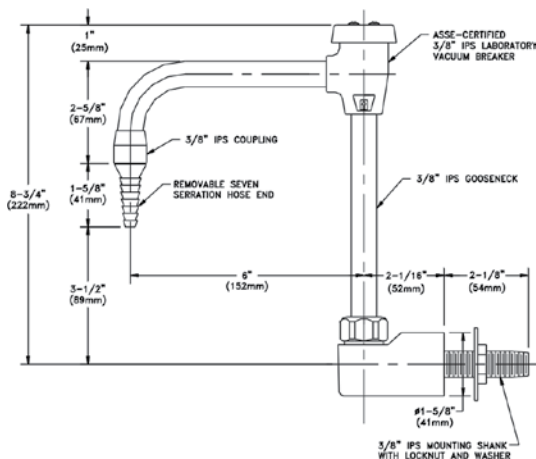 1"
(25mm)
ASSE-CERTIFIED
3/8" IPS LABORATORY
VACUUM BREAKER
2-5/8"
(67mm)
3/8" IPS COUPLING
8-3/4"
(222mm)
1-5/8"
(41mm)
REMOVABLE SEVEN
SERRATION HOSE END
3/8" IPS GOOSENECK
3-1/2"
(89mm)
6"
(152mm)
2-1/16"
(52mm)
2-1/8"
(54mm)
ø1-5/8"
(41mm)
3/8" IPS MOUNTING SHANK
WITH LOCKNUT AND WASHER